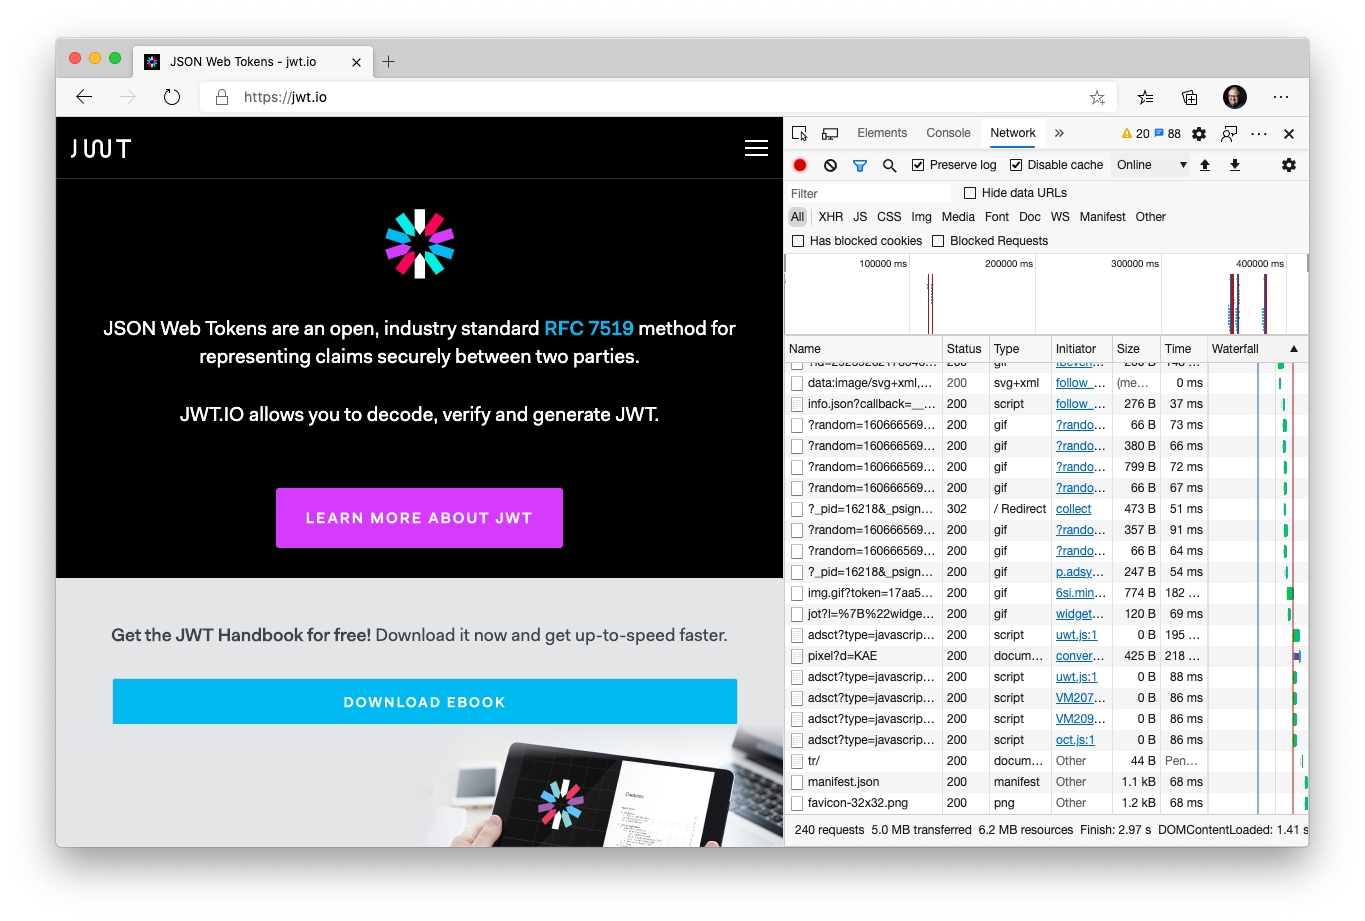 JSON Web Tokens - jwt.io
https://jwt.io
JWT
JSON Web Tokens are an open, industry standard RFC 7519 method for
representing claims securely between two parties.
JWT.IO allows you to decode, verify and generate JWT.
LEARN MORE ABOUT JWT
Get the JWT Handbook for free! Download it now and get up-to-speed faster.
DOWNLOAD EBOOK
Contents
Elements Console Network 20 88
Preserve log Disable cache Online
Filter Hide data URLs
All XHR JS CSS Img Media Font Doc WS Manifest Other
Has blocked cookies Blocked Requests
100000 ms 200000 ms 300000 ms 400000 ms
Name Status Type Initiator Size Time Waterfall
data:image/svg+xml,... 200 svg+xml follow_... (me... 0 ms
info.json?callback=__... 200 script follow_... 276 B 37 ms
?random=160666569... 200 gif ?rando... 66 B 73 ms
?random=160666569... 200 gif ?rando... 380 B 66 ms
?random=160666569... 200 gif ?rando... 799 B 72 ms
?random=160666569... 200 gif ?rando... 66 B 67 ms
?_pid=16218&_psign... 302 / Redirect collect 473 B 51 ms
?random=160666569... 200 gif ?rando... 357 B 91 ms
?random=160666569... 200 gif ?rando... 66 B 64 ms
?_pid=16218&_psign... 200 gif p.adsy... 247 B 54 ms
img.gif?token=17aa5... 200 gif 6si.min... 774 B 182 ...
jot?l=%7B%22widge... 200 gif widget... 120 B 69 ms
adsct?type=javascrip... 200 script uwt.js:1 0 B 195 ...
pixel?d=KAE 200 docum... conver... 425 B 218 ...
adsct?type=javascrip... 200 script uwt.js:1 0 B 88 ms
adsct?type=javascrip... 200 script VM207... 0 B 86 ms
adsct?type=javascrip... 200 script VM209... 0 B 86 ms
adsct?type=javascrip... 200 script oct.js:1 0 B 86 ms
tr/ 200 docum... Other 44 B Pen...
manifest.json 200 manifest Other 1.1 kB 68 ms
favicon-32x32.png 200 png Other 1.2 kB 68 ms
240 requests 5.0 MB transferred 6.2 MB resources Finish: 2.97 s DOMContentLoaded: 1.41 s